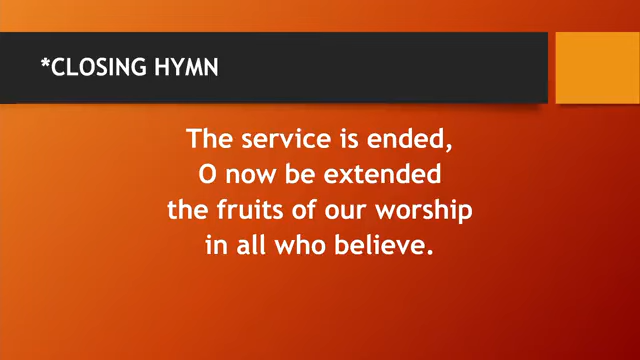 *CLOSING HYMN
The service is ended,
O now be extended
the fruits of our worship
in all who believe.